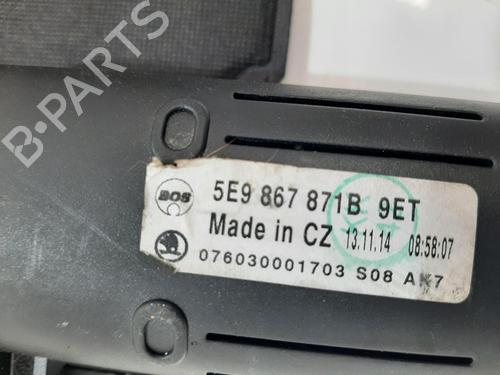 B-PARTS
BOS
5E9 867 871B 9ET
Made in CZ 13.11.14 08:58:07
076030001703 S08 AK7